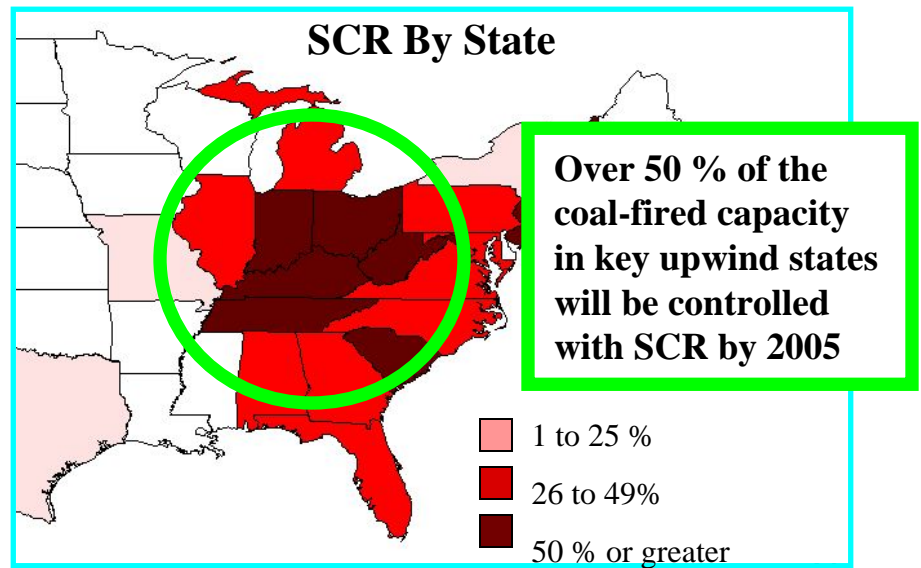 SCR By State
Over 50 % of the
coal-fired capacity
in key upwind states
will be controlled
with SCR by 2005
1 to 25 %
26 to 49%
50 % or greater